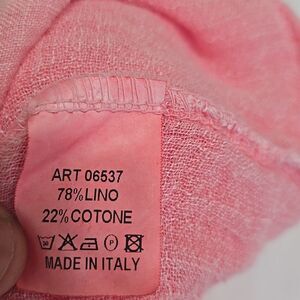 ART 06537
78%LINO
22%COTONE
P
MADE IN ITALY